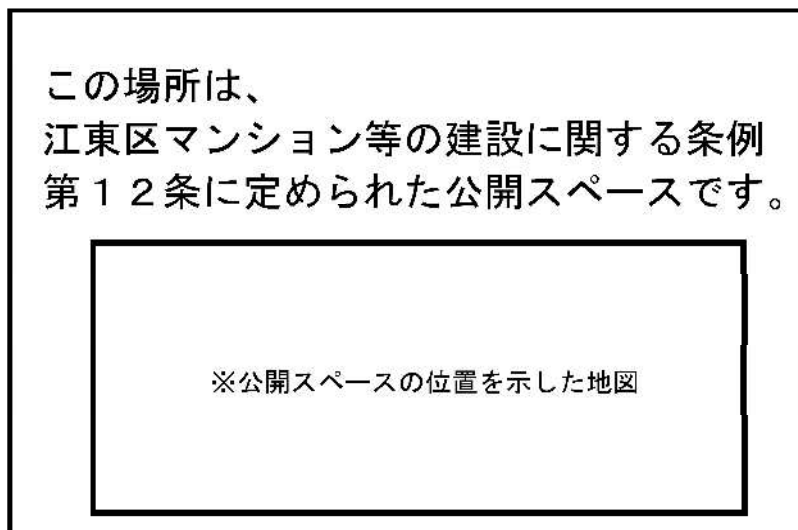 この場所は、
江東区マンション等の建設に関する条例
第１２条に定められた公開スペースです。
※公開スペースの位置を示した地図